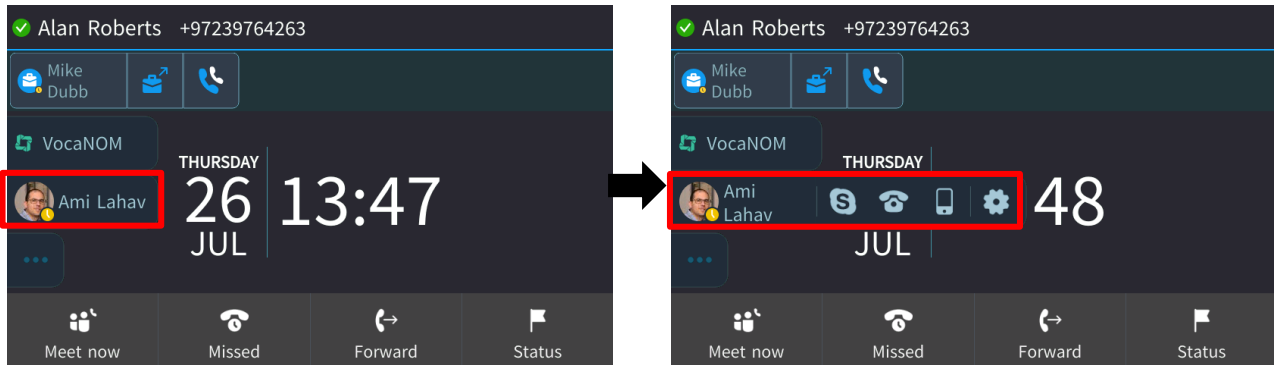 Alan Roberts +97239764263
Mike
Dubb
VocaNOM
Ami Lahav
THURSDAY
26
JUL
13:47
Meet now
Missed
Forward
Status
Alan Roberts +97239764263
Mike
Dubb
VocaNOM
THURSDAY
Ami
Lahav
48
JUL
Meet now
Missed
Forward
Status